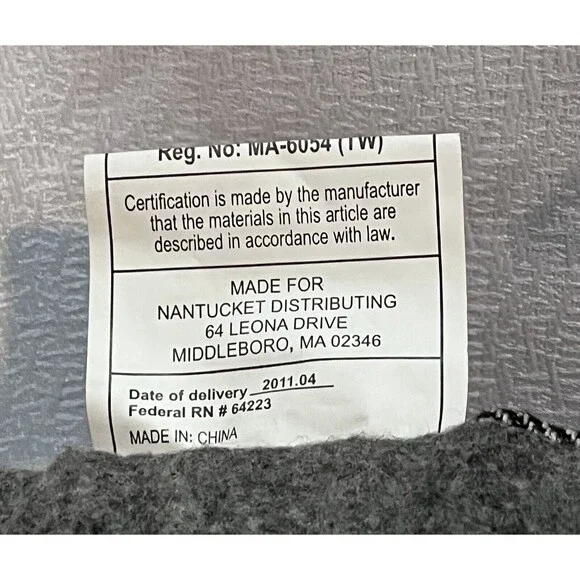 Reg. No: MA-6054 (TW)
Certification is made by the manufacturer
that the materials in this article are
described in accordance with law.
MADE FOR
NANTUCKET DISTRIBUTING
64 LEONA DRIVE
MIDDLEBORO, MA 02346
Date of delivery 2011.04
Federal RN # 64223
MADE IN: CHINA